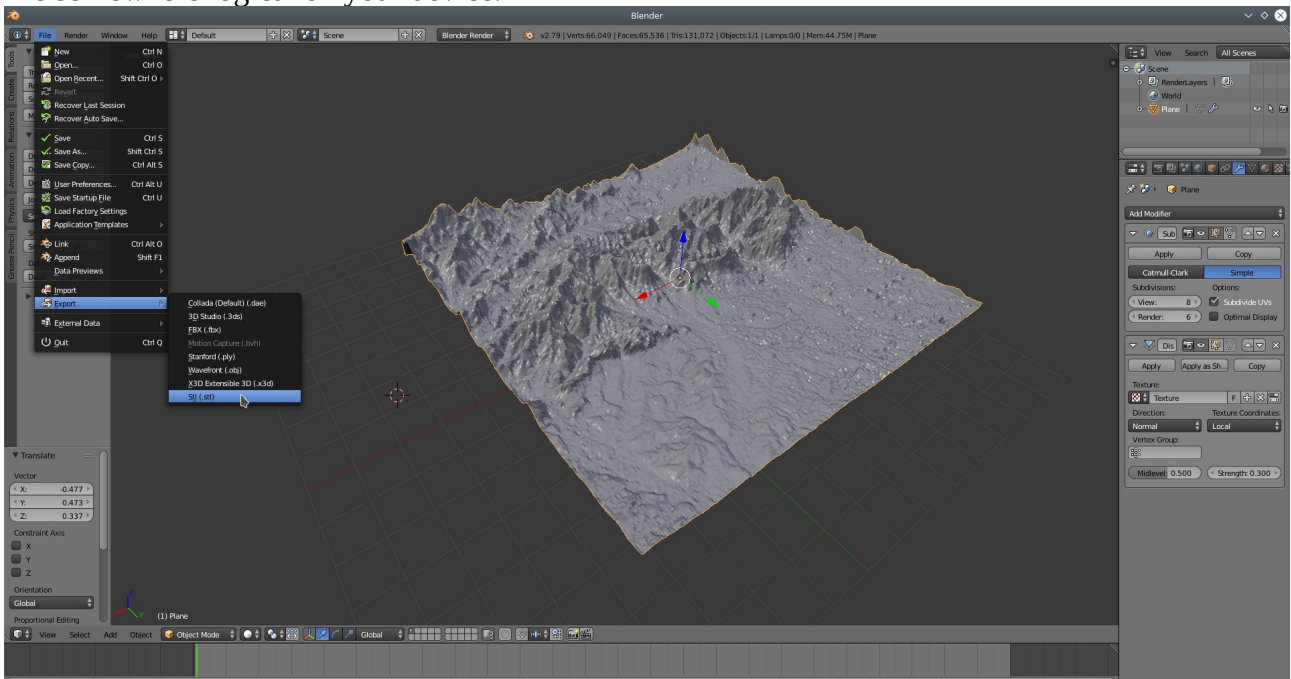 Blender
File Render Window Help Default Scene Blender Render v2.79 | Verts:66,049 | Faces:65,536 | Tris:131,072 | Objects:1/1 | Lamps:0/0 | Mem:44.75M | Plane
New Ctrl N
Open... Ctrl O
Open Recent... Shift Ctrl O
Revert
Recover Last Session
Recover Auto Save...
Save Ctrl S
Save As... Shift Ctrl S
Save Copy... Ctrl Alt S
User Preferences... Ctrl Alt U
Save Startup File Ctrl U
Load Factory Settings
Application Templates
Link Ctrl Alt O
Append Shift F1
Data Previews
Import
Export
External Data
Quit Ctrl Q
Collada (Default) (.dae)
3D Studio (.3ds)
FBX (.fbx)
Motion Capture (.bvh)
Stanford (.ply)
Wavefront (.obj)
X3D Extensible 3D (.x3d)
Stl (.stl)
Tools
Create
Relations
Animation
Physics
Grease Pencil
Translate
Vector
X: -0.477
Y: 0.473
Z: 0.337
Constraint Axis
X
Y
Z
Orientation
Global
Proportional Editing
z
y
(1) Plane
View Select Add Object Object Mode Global
View Search All Scenes
Scene
RenderLayers
World
Plane
Plane
Add Modifier
Sub
Apply Copy
Catmull-Clark Simple
Subdivisions: Options:
View: 8 Subdivide UVs
Render: 6 Optimal Display
Dis
Apply Apply as Sh... Copy
Texture:
Texture F
Direction: Texture Coordinates:
Normal Local
Vertex Group:
Midlevel: 0.500 Strength: 0.300